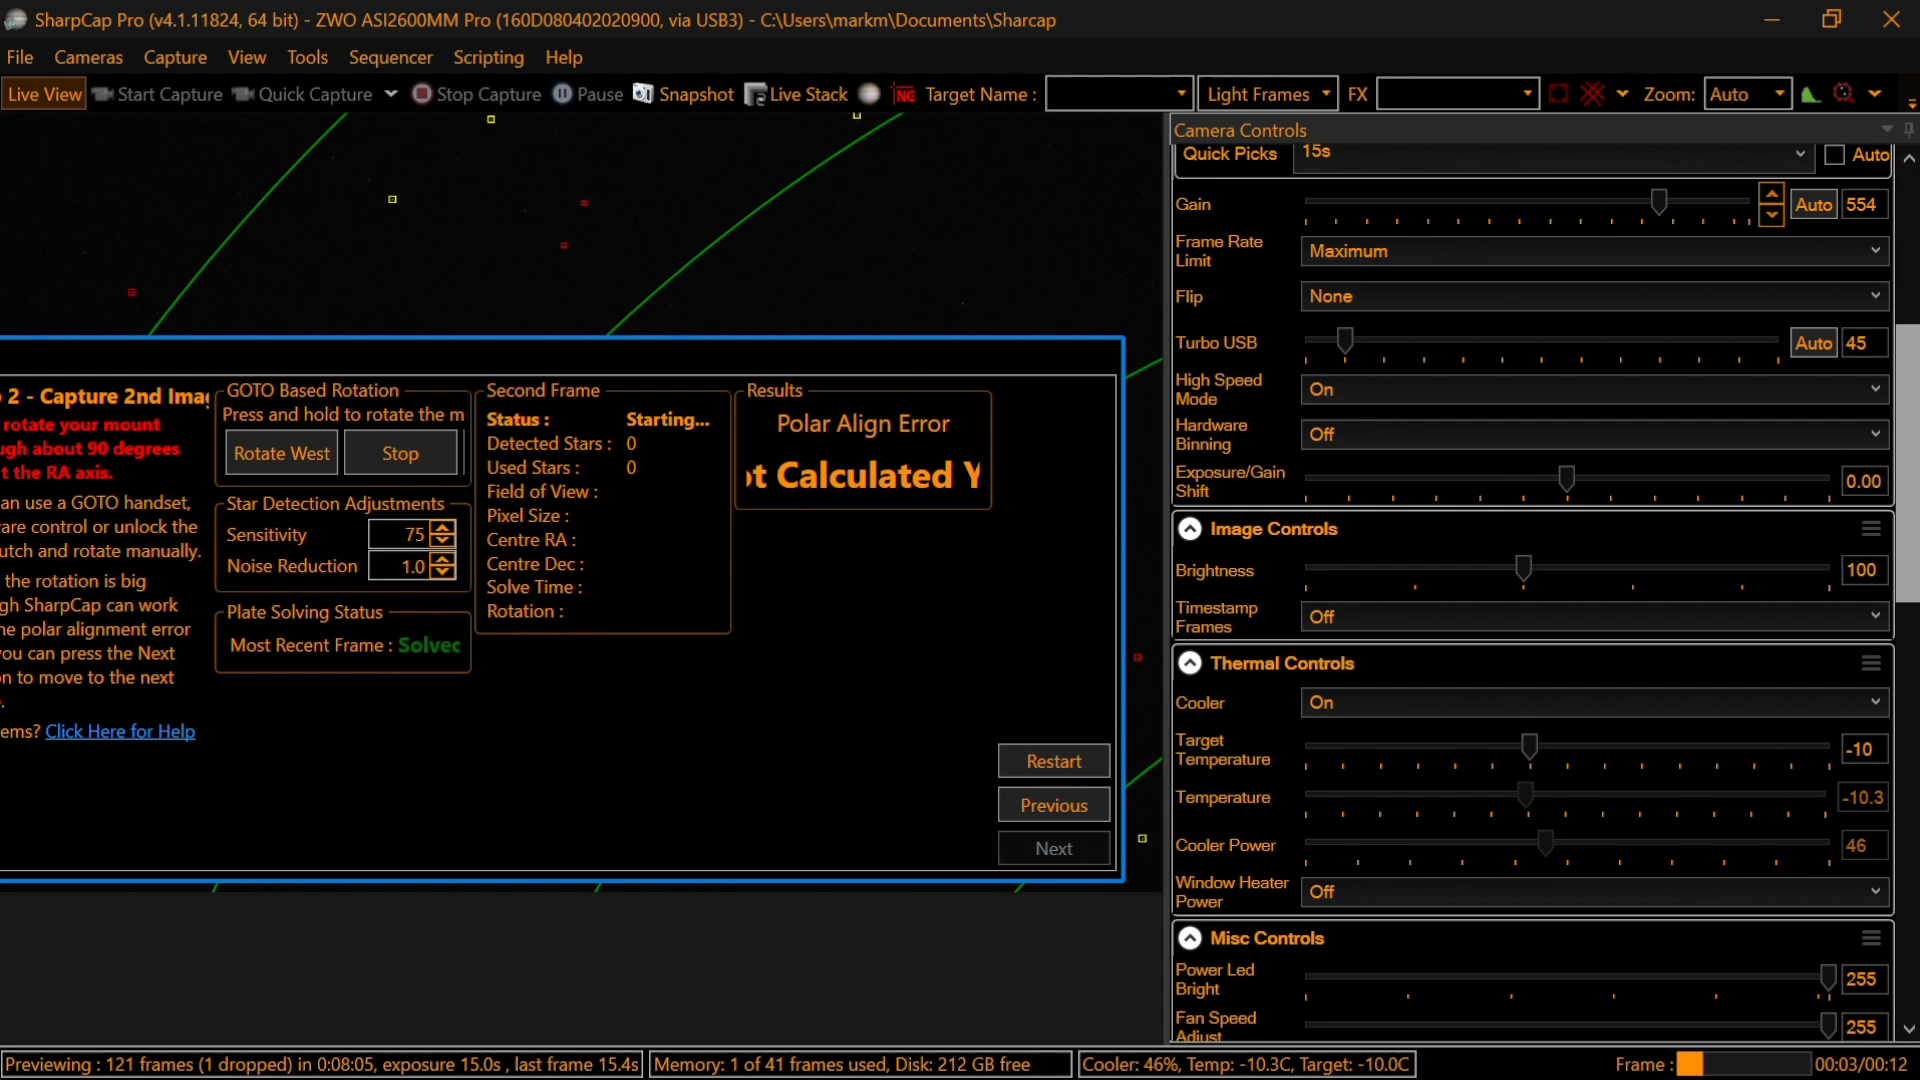 SharpCap Pro (v4.1.11824, 64 bit) - ZWO ASI2600MM Pro (160D080402020900, via USB3) - C:\Users\markm\Documents\Sharcap
File Cameras Capture View Tools Sequencer Scripting Help
Live View Start Capture Quick Capture Stop Capture Pause Snapshot Live Stack Target Name : Light Frames FX Zoom: Auto
Camera Controls
Quick Picks 15s Auto
Gain Auto 554
Frame Rate Limit Maximum
Flip None
Turbo USB Auto 45
High Speed Mode On
Hardware Binning Off
Exposure/Gain Shift 0.00
Image Controls
Brightness 100
Timestamp Frames Off
Thermal Controls
Cooler On
Target Temperature -10
Temperature -10.3
Cooler Power 46
Window Heater Power Off
Misc Controls
Power Led Bright 255
Fan Speed Adjust 255
2 - Capture 2nd Imag
rotate your mount
ugh about 90 degrees
t the RA axis.
an use a GOTO handset,
are control or unlock the
utch and rotate manually.
the rotation is big
gh SharpCap can work
he polar alignment error
you can press the Next
on to move to the next
ems? Click Here for Help
GOTO Based Rotation
Press and hold to rotate the m
Rotate West Stop
Star Detection Adjustments
Sensitivity 75
Noise Reduction 1.0
Plate Solving Status
Most Recent Frame : Solvec
Second Frame
Status : Starting...
Detected Stars : 0
Used Stars : 0
Field of View :
Pixel Size :
Centre RA :
Centre Dec :
Solve Time :
Rotation :
Results
Polar Align Error
ot Calculated Y
Restart
Previous
Next
Previewing : 121 frames (1 dropped) in 0:08:05, exposure 15.0s , last frame 15.4s
Memory: 1 of 41 frames used, Disk: 212 GB free
Cooler: 46%, Temp: -10.3C, Target: -10.0C
Frame : 00:03/00:12